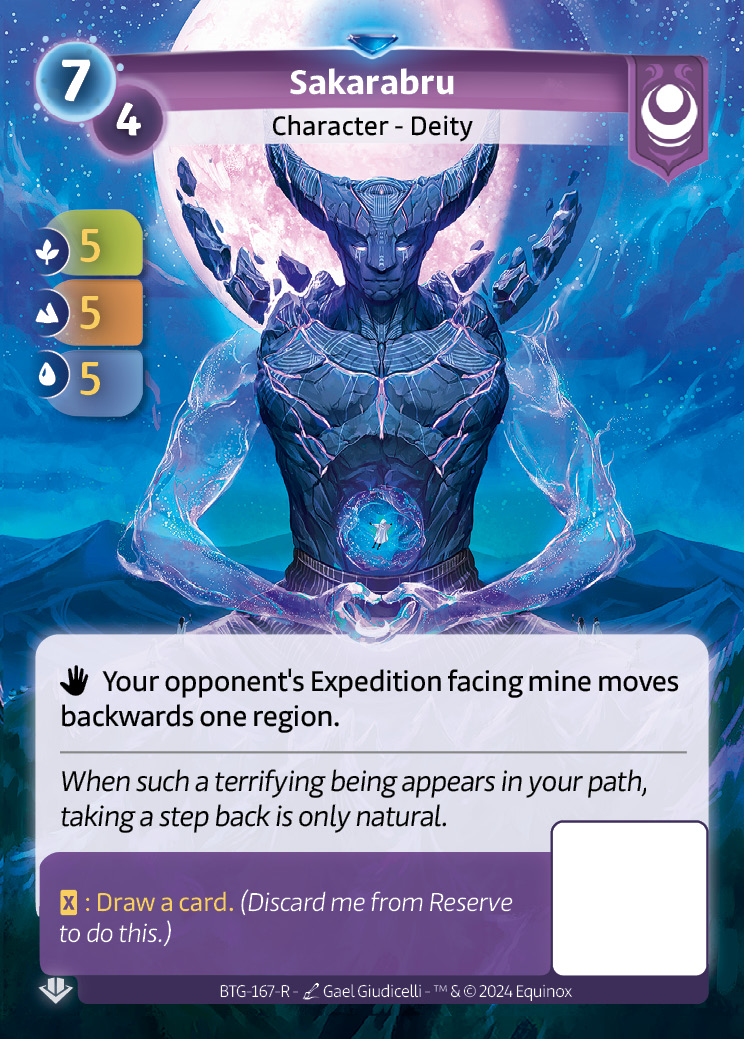 7
Sakarabru
4
Character - Deity
5
5
5
Your opponent's Expedition facing mine moves
backwards one region.
When such a terrifying being appears in your path,
taking a step back is only natural.
X : Draw a card. (Discard me from Reserve
to do this.)
BTG-167-R - Gael Giudicelli - ™ & © 2024 Equinox